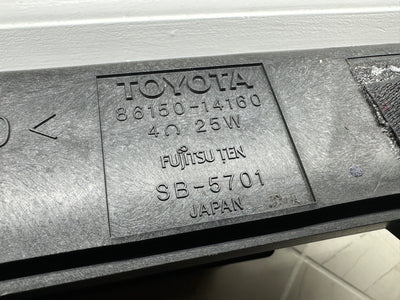 TOYOTA
86150-14160
4Ω 25W
FUJITSU TEN
SB-5701
JAPAN